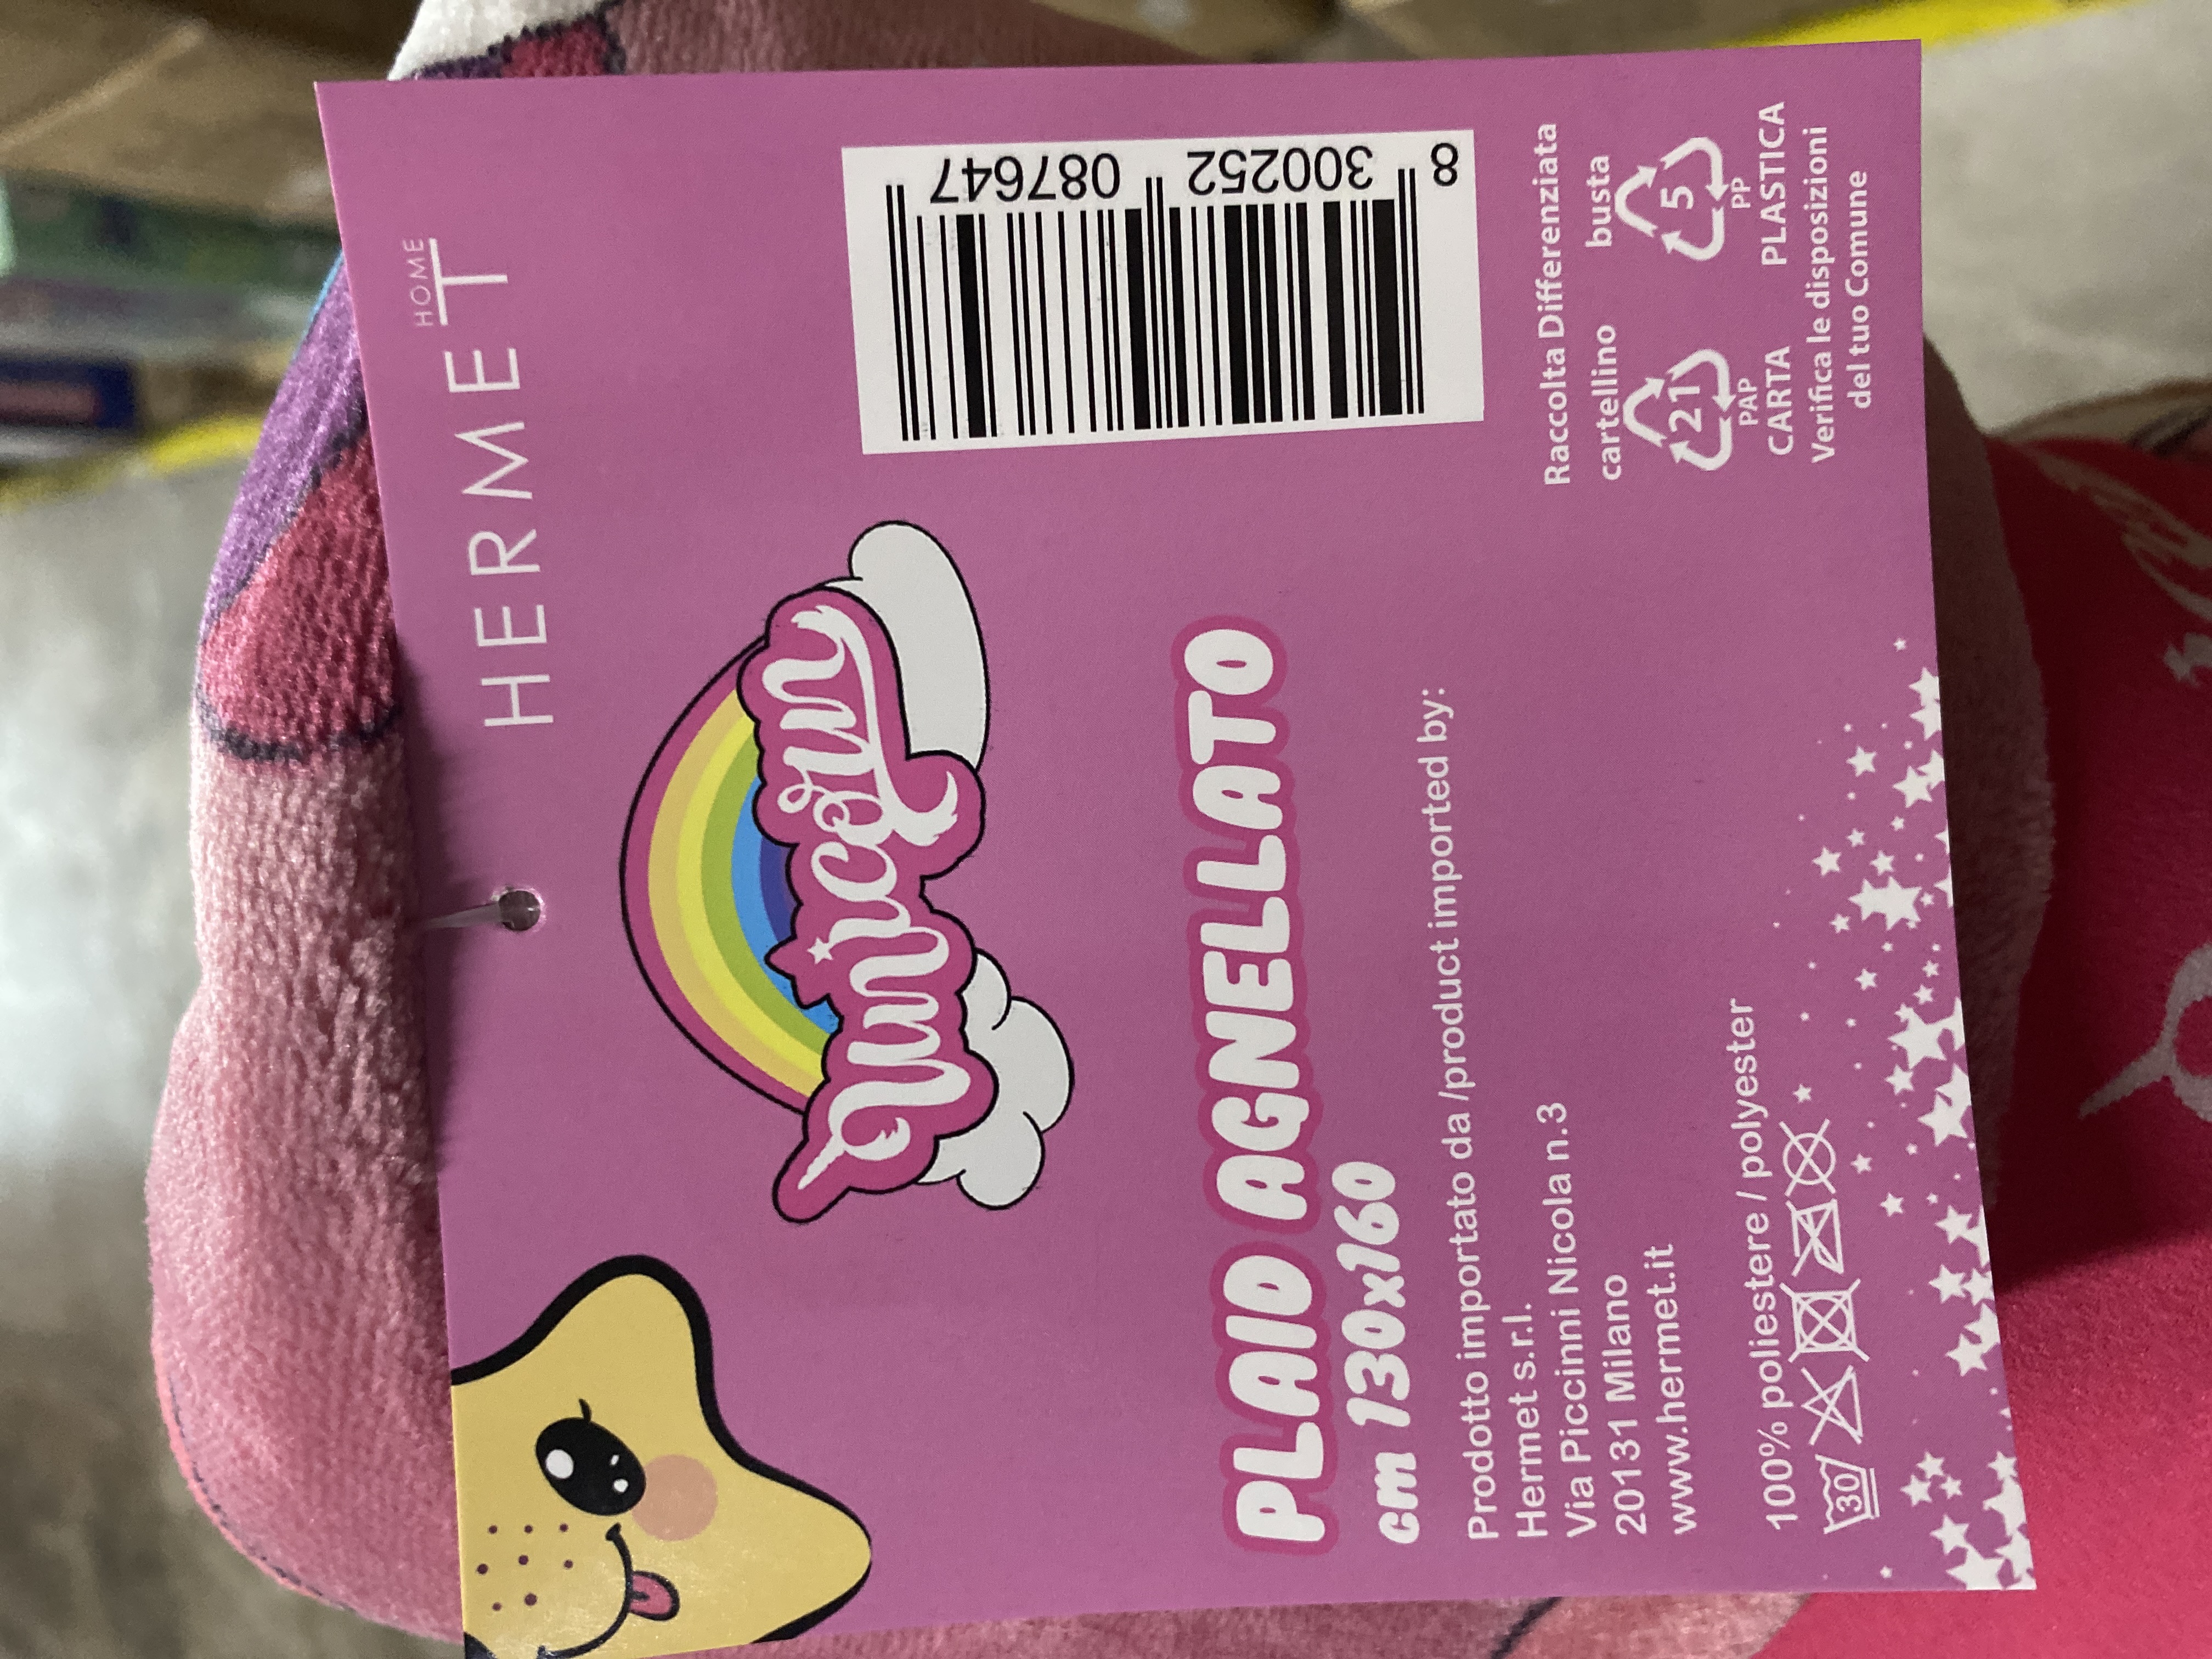 HERMET
HOME
Unicorn
PLAID AGNELLATO
cm 130x160
Prodotto importato da /product imported by:
Hermet s.r.l.
Via Piccinni Nicola n.3
20131 Milano
www.hermet.it
100% poliestere / polyester
30
8 300252 087647
Raccolta Differenziata
cartellino busta
21 5
PAP PP
CARTA PLASTICA
Verifica le disposizioni
del tuo Comune